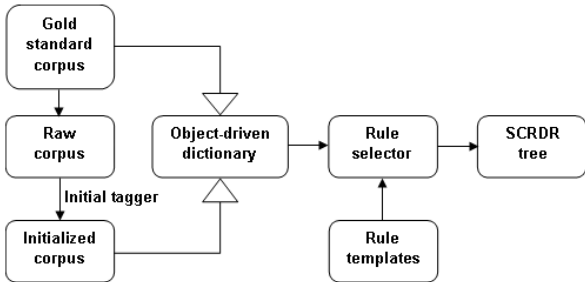 Gold
standard
corpus
Raw
corpus
Object-driven
dictionary
Rule
selector
SCRDR
tree
Initial tagger
Initialized
corpus
Rule
templates